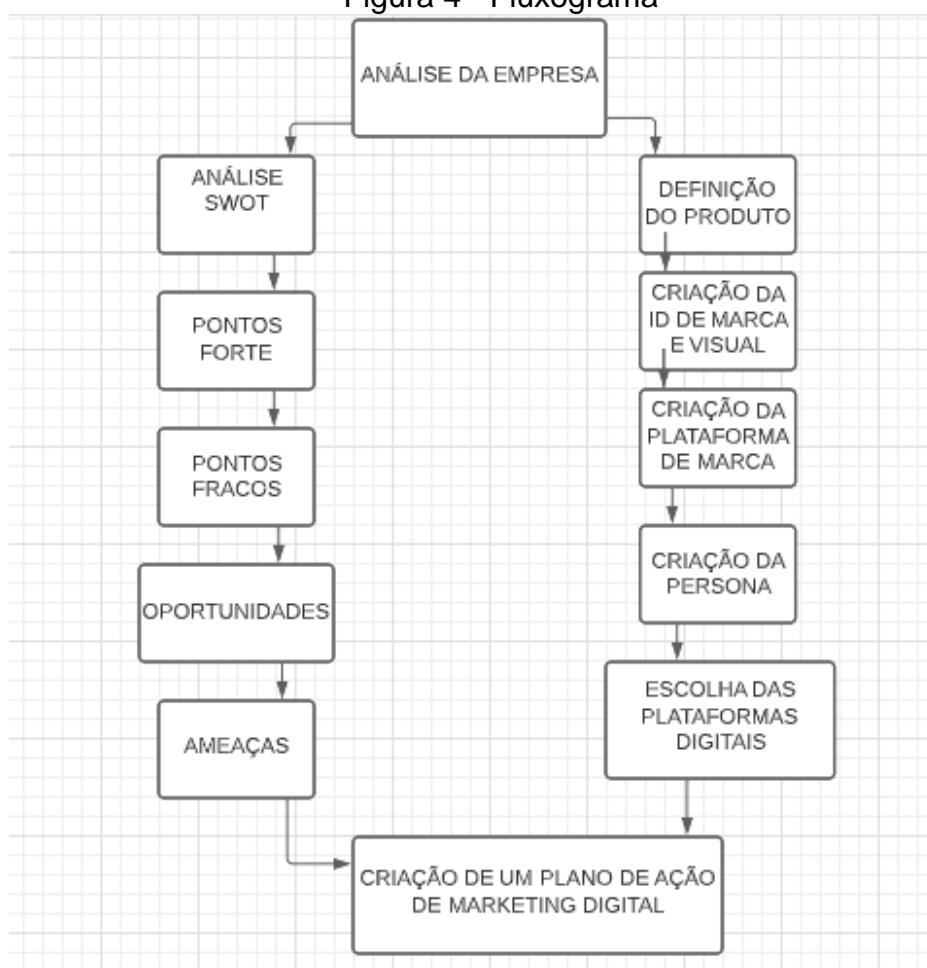 Figura 4 - Fluxograma
ANÁLISE DA EMPRESA
ANÁLISE
SWOT
PONTOS
FORTE
PONTOS
FRACOS
OPORTUNIDADES
AMEAÇAS
DEFINIÇÃO
DO PRODUTO
CRIAÇÃO DA
ID DE MARCA
E VISUAL
CRIAÇÃO DA
PLATAFORMA
DE MARCA
CRIAÇÃO DA
PERSONA
ESCOLHA DAS
PLATAFORMAS
DIGITAIS
CRIAÇÃO DE UM PLANO DE AÇÃO
DE MARKETING DIGITAL